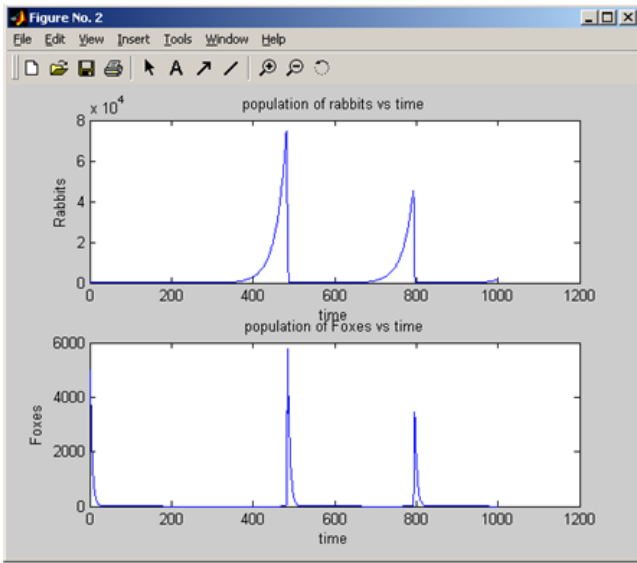 Figure No. 2
File Edit View Insert Tools Window Help
A
population of rabbits vs time
x 10^4
8
6
4
2
0
Rabbits
0 200 400 600 800 1000 1200
time
population of Foxes vs time
6000
4000
2000
0
Foxes
0 200 400 600 800 1000 1200
time